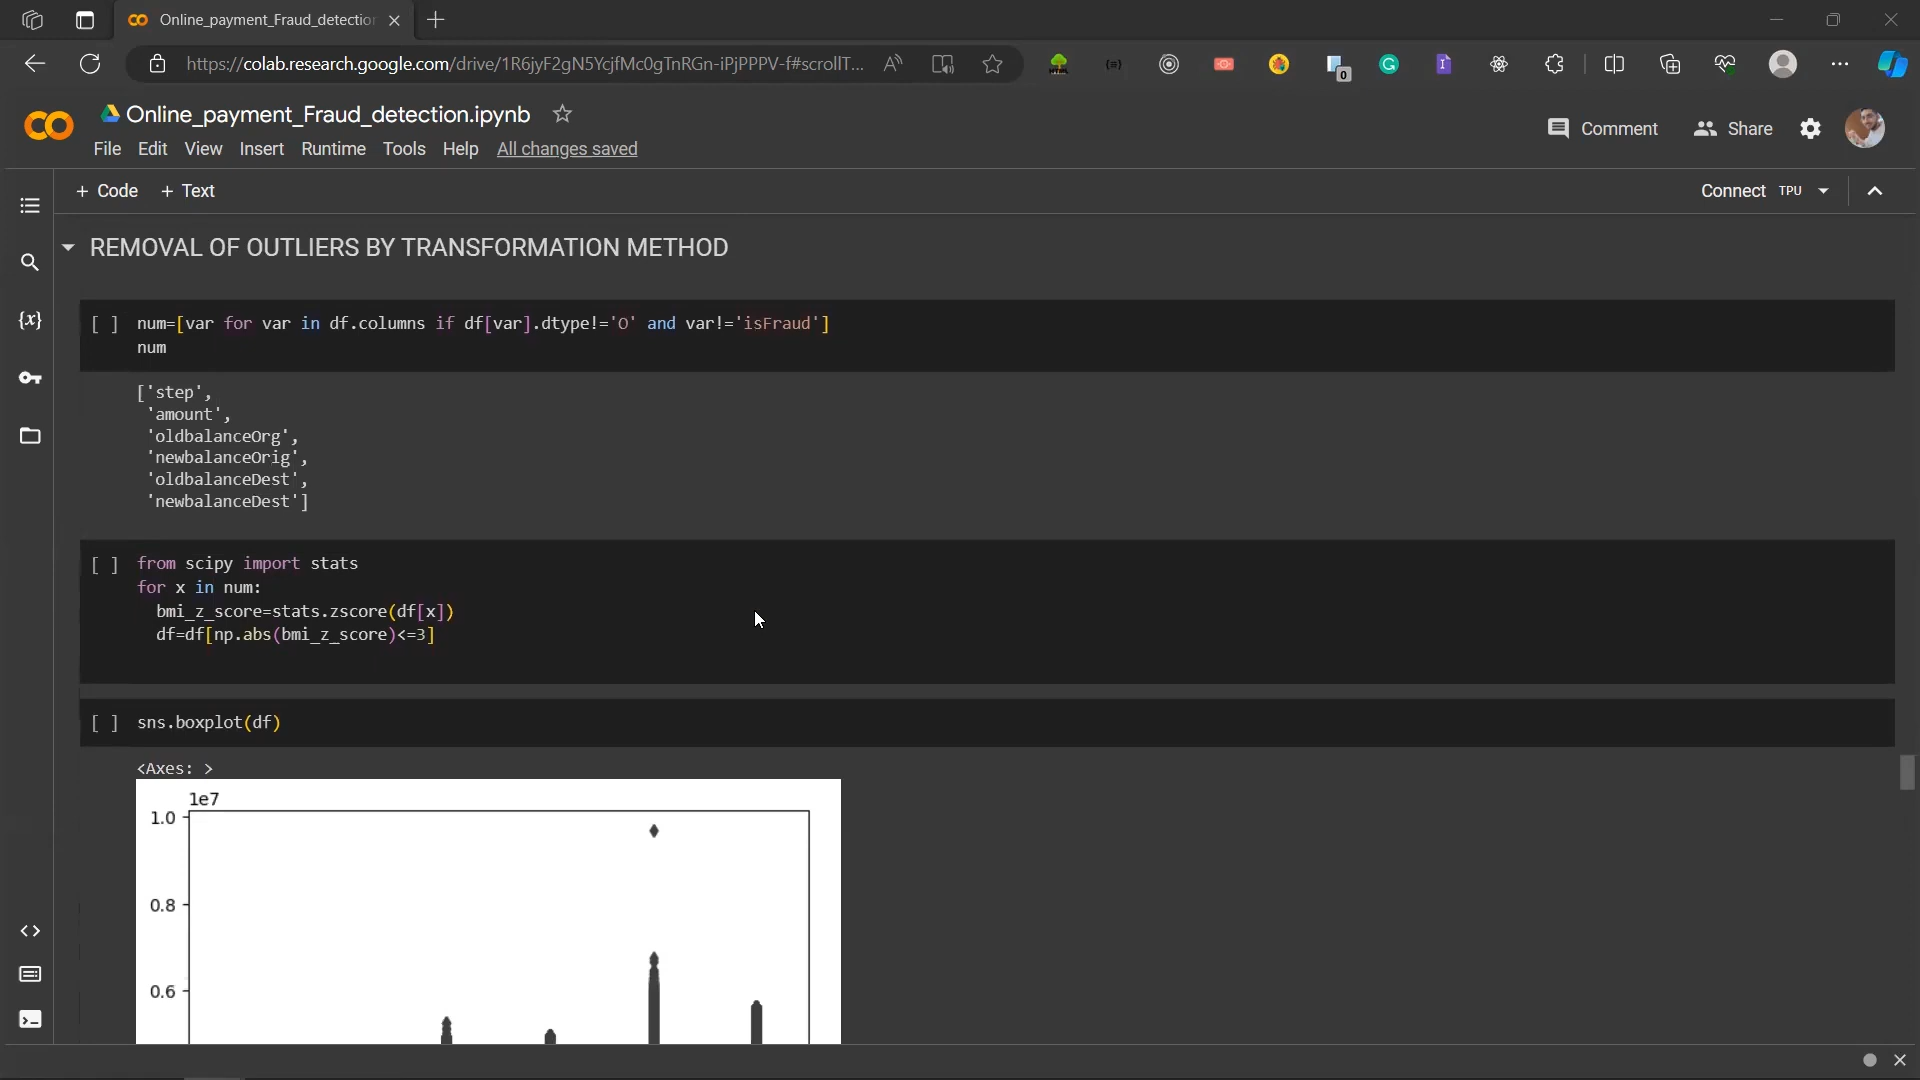 Online_payment_Fraud_detection
https://colab.research.google.com/drive/1R6jyF2gN5YcjfMc0gTnRGn-iPjPPPV-f#scrollT...
Online_payment_Fraud_detection.ipynb
Comment
Share
File Edit View Insert Runtime Tools Help All changes saved
+ Code + Text
Connect TPU
REMOVAL OF OUTLIERS BY TRANSFORMATION METHOD
[ ] num=[var for var in df.columns if df[var].dtype!='O' and var!='isFraud']
num
['step',
'amount',
'oldbalanceOrg',
'newbalanceOrig',
'oldbalanceDest',
'newbalanceDest']
[ ] from scipy import stats
for x in num:
bmi_z_score=stats.zscore(df[x])
df=df[np.abs(bmi_z_score)<=3]
[ ] sns.boxplot(df)
<Axes: >
1e7
1.0
0.8
0.6